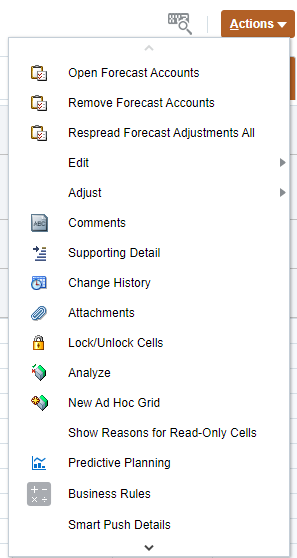 Actions
Open Forecast Accounts
Remove Forecast Accounts
Respread Forecast Adjustments All
Edit
Adjust
ABC
Comments
Supporting Detail
Change History
Attachments
Lock/Unlock Cells
Analyze
New Ad Hoc Grid
Show Reasons for Read-Only Cells
Predictive Planning
Business Rules
Smart Push Details